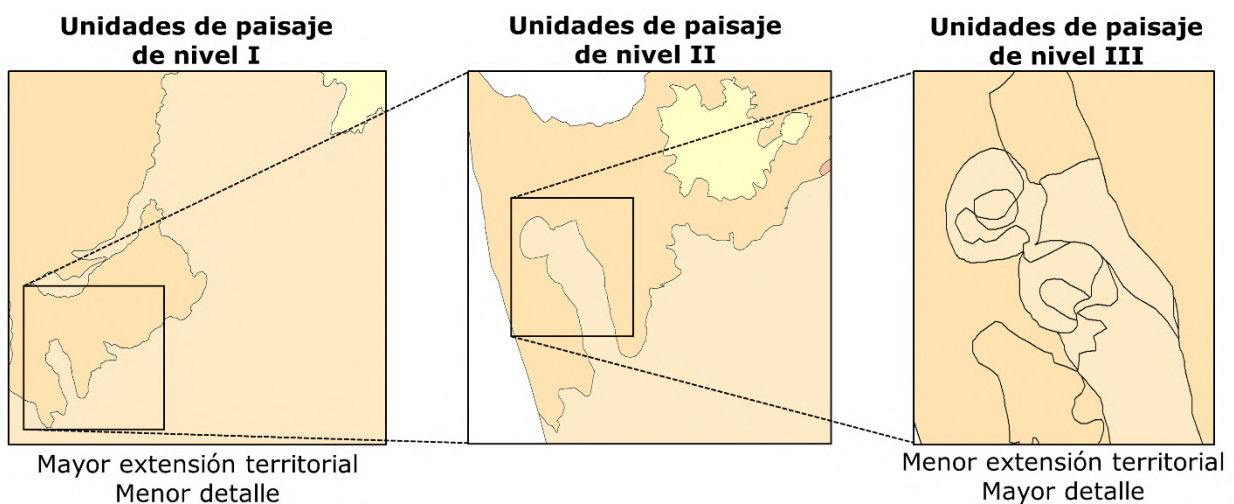 Unidades de paisaje
de nivel I
Unidades de paisaje
de nivel II
Unidades de paisaje
de nivel III
Mayor extensión territorial
Menor detalle
Menor extensión territorial
Mayor detalle